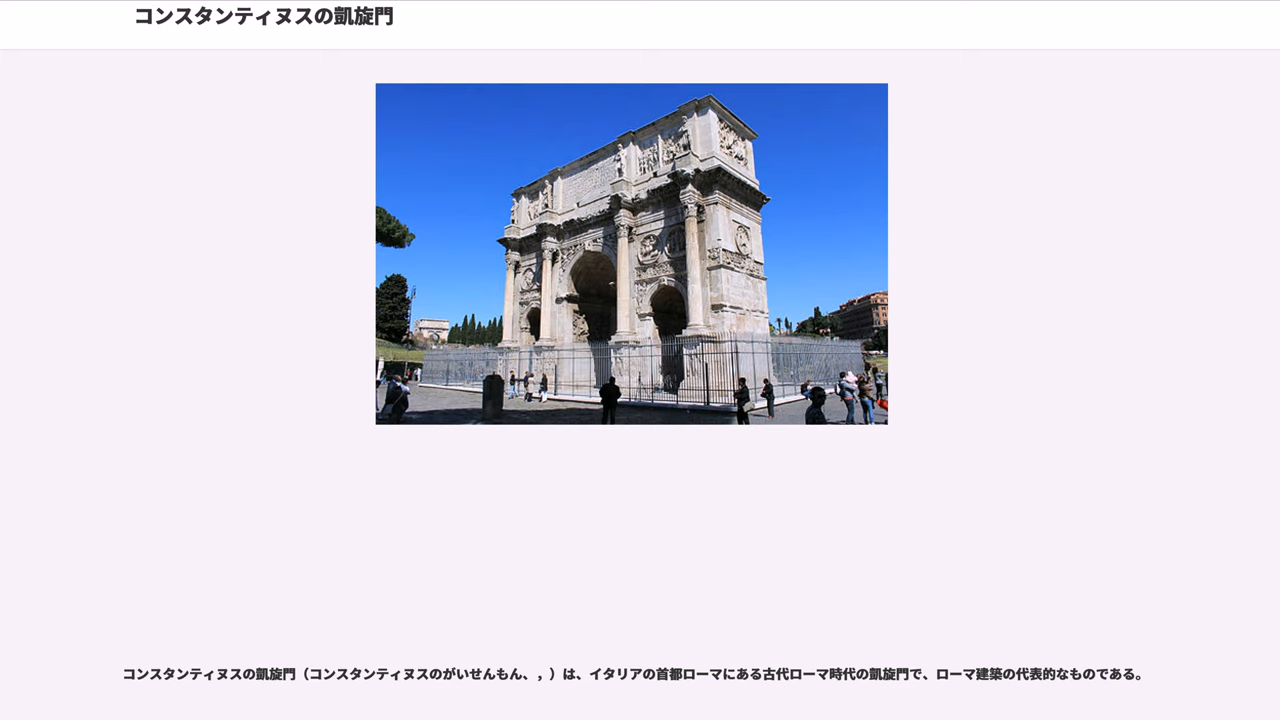 コンスタンティヌスの凱旋門
コンスタンティヌスの凱旋門（コンスタンティヌスのがいせんもん、，）は、イタリアの首都ローマにある古代ローマ時代の凱旋門で、ローマ建築の代表的なものである。